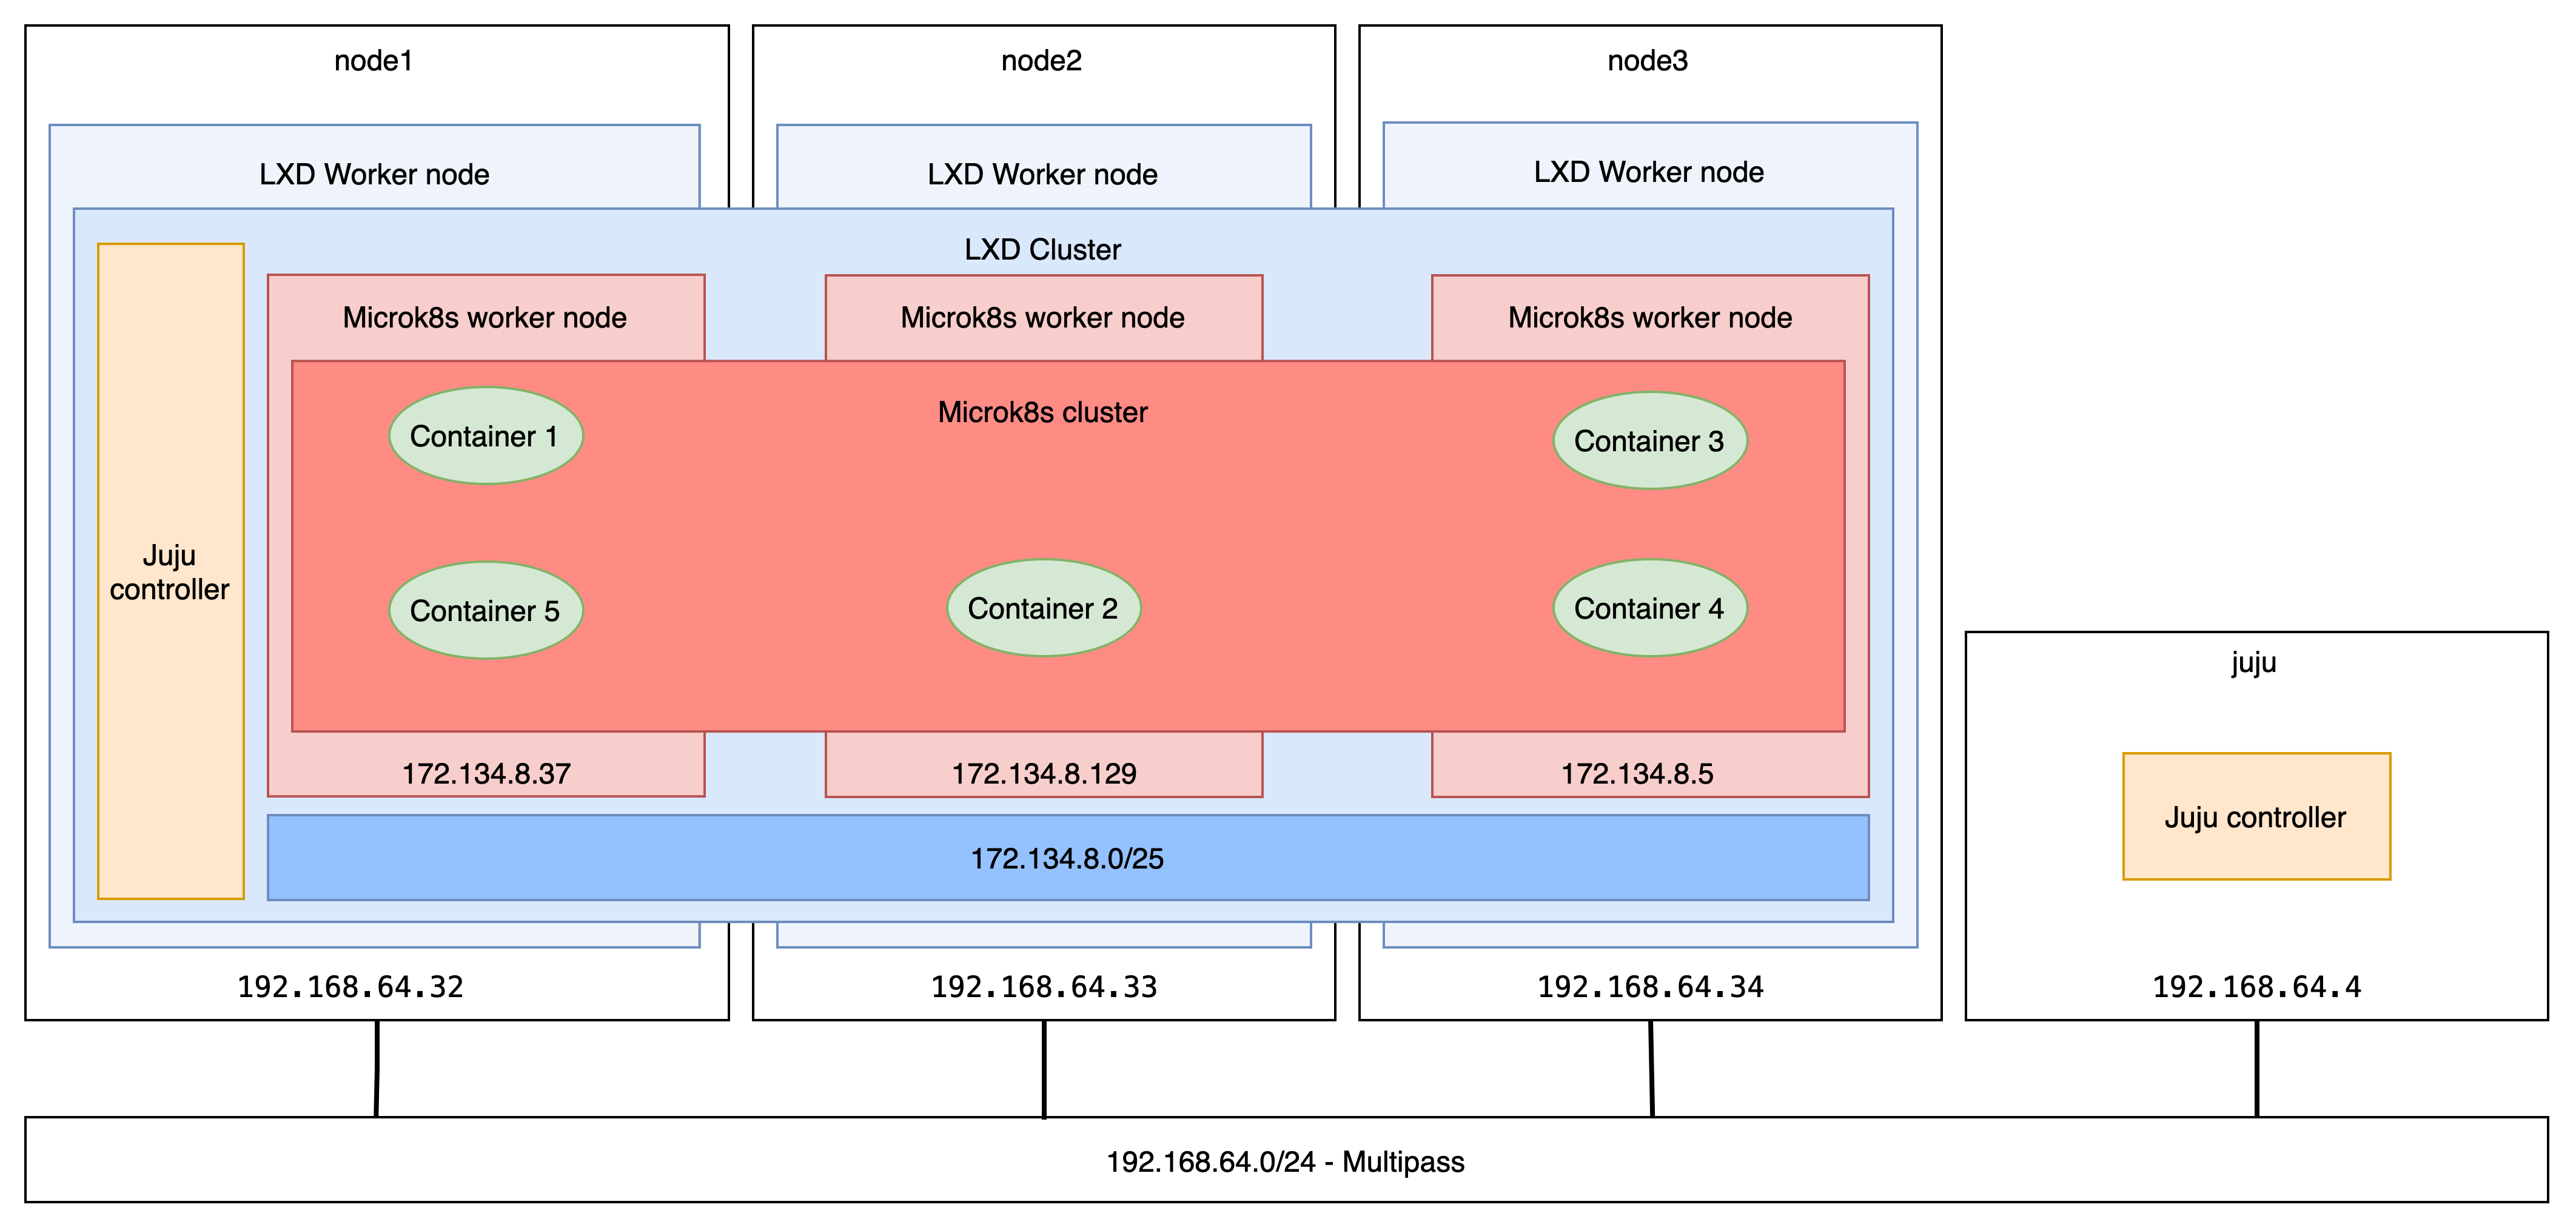 node1
node2
node3
LXD Worker node
LXD Worker node
LXD Worker node
LXD Cluster
Microk8s worker node
Microk8s worker node
Microk8s worker node
Microk8s cluster
Container 1
Container 3
Juju
controller
Container 5
Container 2
Container 4
172.134.8.37
172.134.8.129
172.134.8.5
172.134.8.0/25
juju
Juju controller
192.168.64.32
192.168.64.33
192.168.64.34
192.168.64.4
192.168.64.0/24 - Multipass